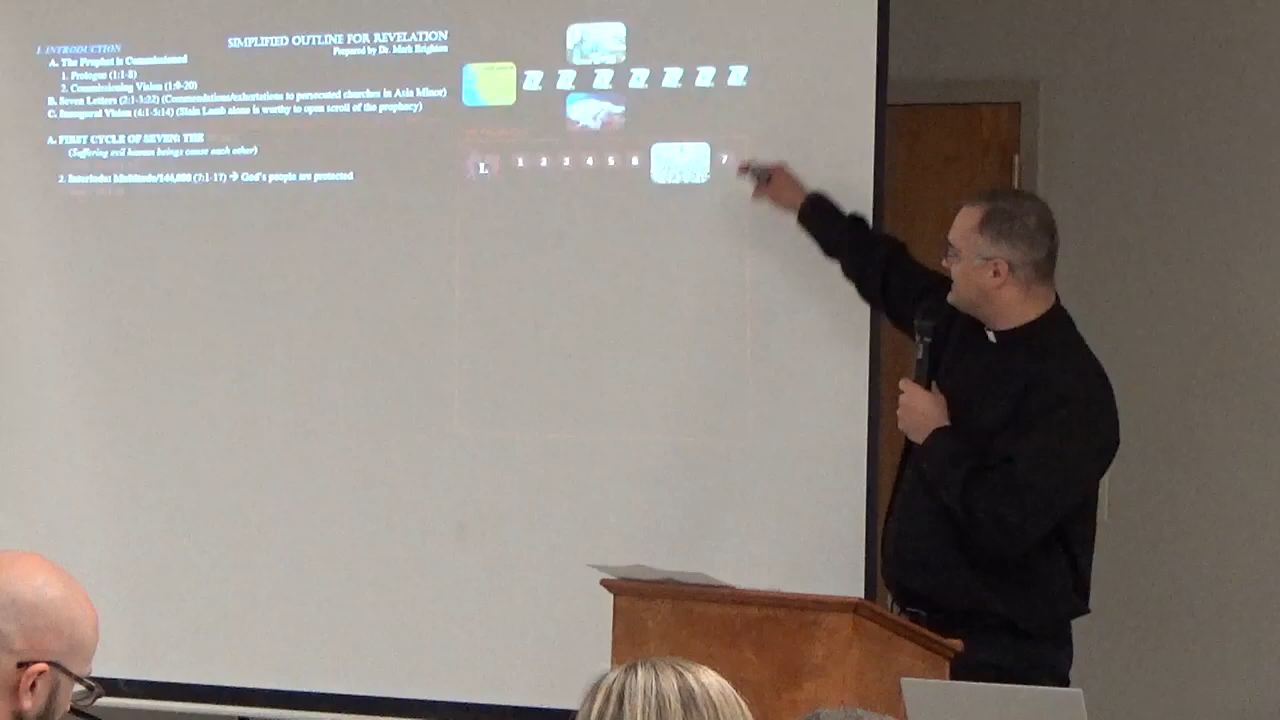 I INTRODUCTION
SIMPLIFIED OUTLINE FOR REVELATION
Prepared by Dr. Mark Brighton
A. The Prophet is Commissioned
1. Prologue (1:1-8)
2. Commissioning Vision (1:9-20)
B. Seven Letters (2:1-3:22) (Commendations/exhortations to persecuted churches in Asia Minor)
C. Inaugural Vision (4:1-5:14) (Slain Lamb alone is worthy to open scroll of the prophecy)
A. FIRST CYCLE OF SEVEN: THE
(Suffering evil human beings cause each other)
I. 1 2 3 4 5 6 7
2. Interlude: Multitude/144,000 (7:1-17) → God's people are protected